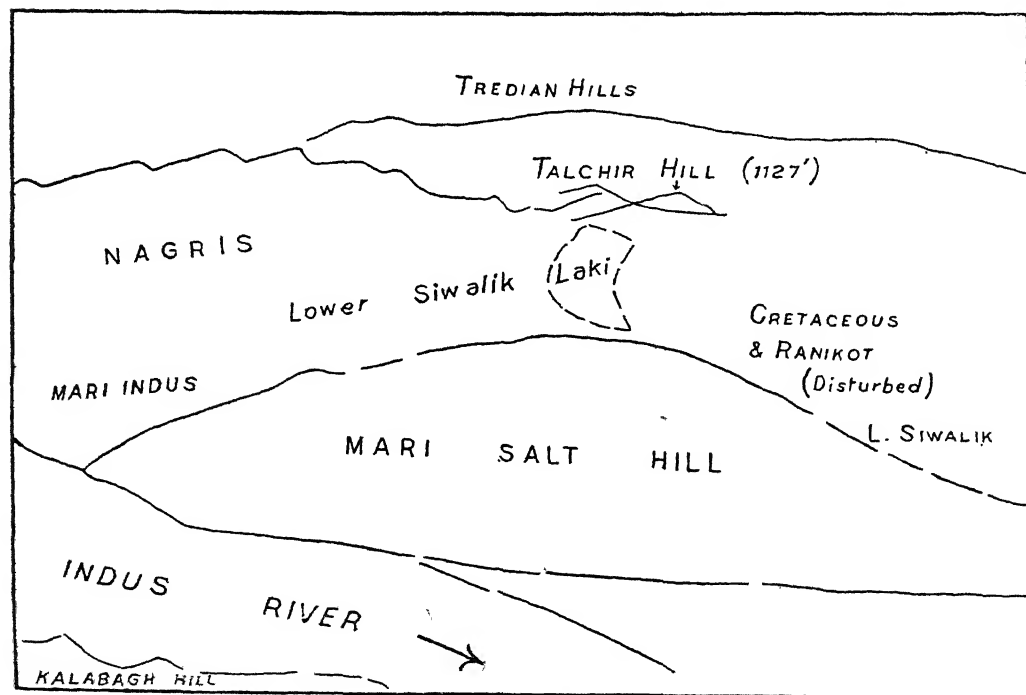 TREDIAN HILLS
TALCHIR HILL (1127')
NAGRIS
Lower Siwalik
Laki
CRETACEOUS
& RANIKOT
(Disturbed)
MARI INDUS
L. SIWALIK
MARI SALT HILL
INDUS RIVER
KALABAGH HILL